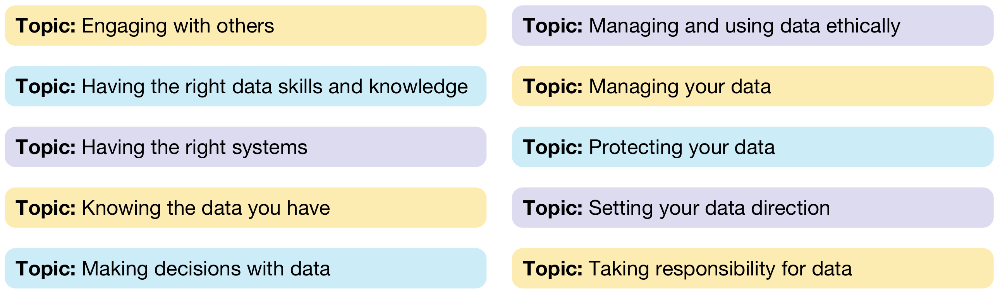 Topic: Engaging with others
Topic: Having the right data skills and knowledge
Topic: Having the right systems
Topic: Knowing the data you have
Topic: Making decisions with data
Topic: Managing and using data ethically
Topic: Managing your data
Topic: Protecting your data
Topic: Setting your data direction
Topic: Taking responsibility for data